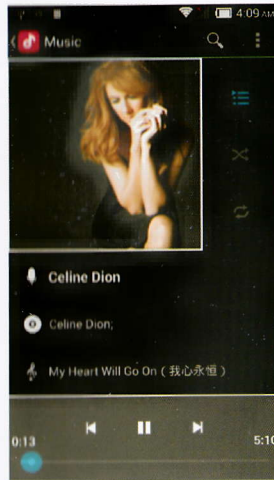 4:09 AM
Music
Celine Dion
Celine Dion;
My Heart Will Go On ( 我心永恒 )
0:13
5:10